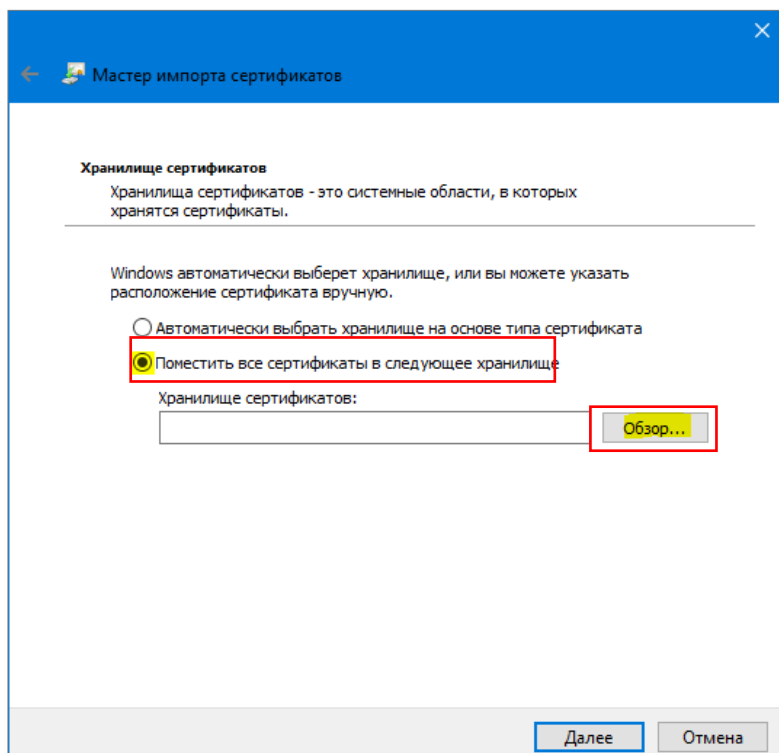 Мастер импорта сертификатов
Хранилище сертификатов
Хранилища сертификатов - это системные области, в которых
хранятся сертификаты.
Windows автоматически выберет хранилище, или вы можете указать
расположение сертификата вручную.
Автоматически выбрать хранилище на основе типа сертификата
Поместить все сертификаты в следующее хранилище
Хранилище сертификатов:
Обзор...
Далее
Отмена